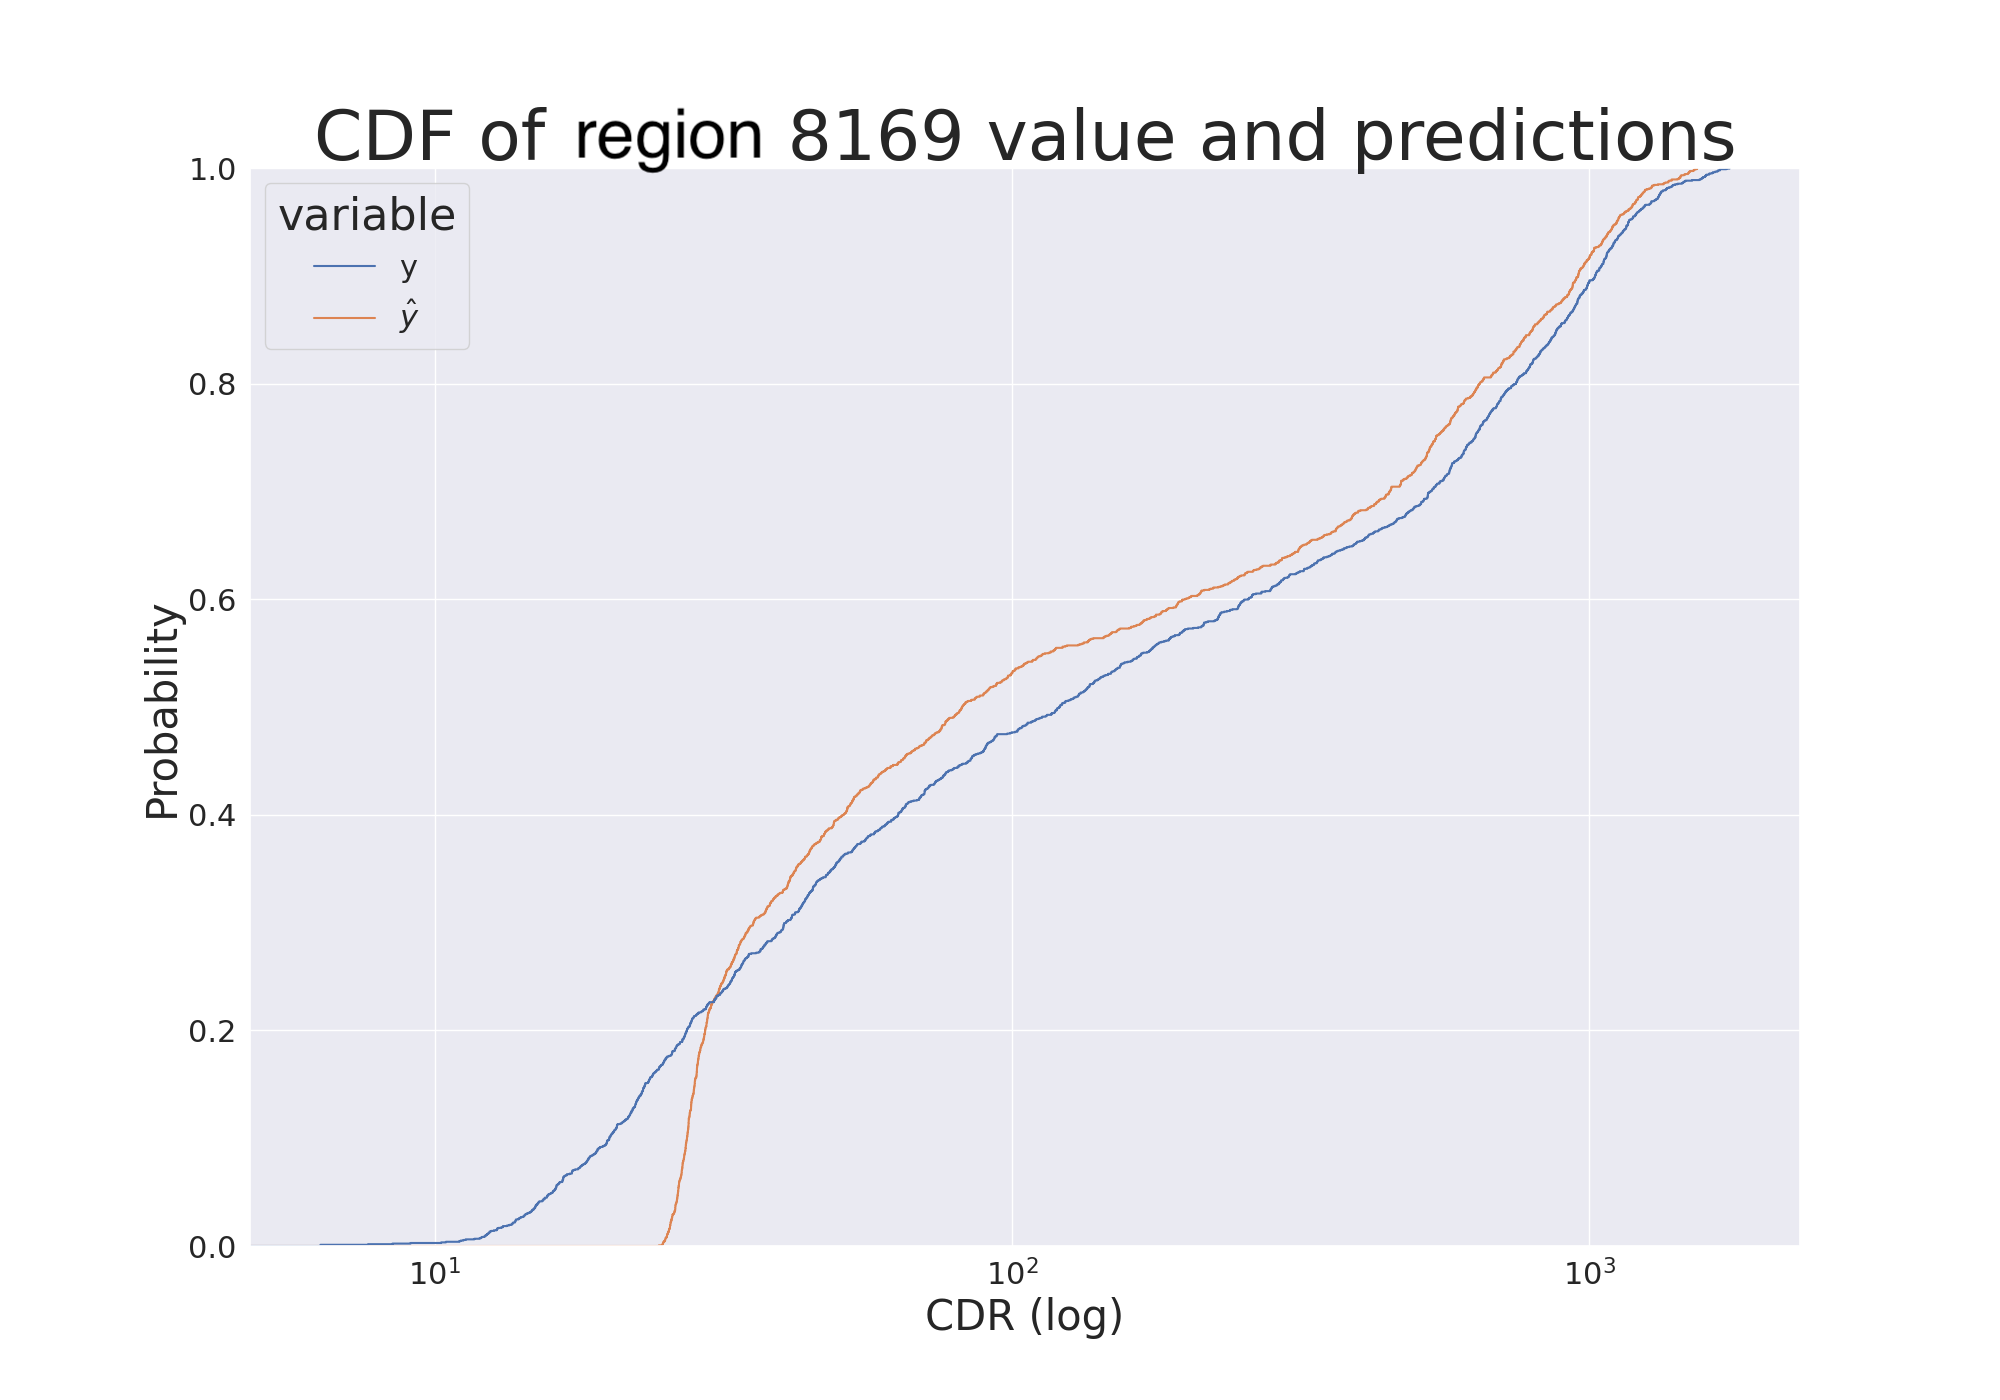 CDF of region 8169 value and predictions
variable
y
ŷ
1.0
0.8
0.6
0.4
0.2
0.0
Probability
10¹
10²
10³
CDR (log)